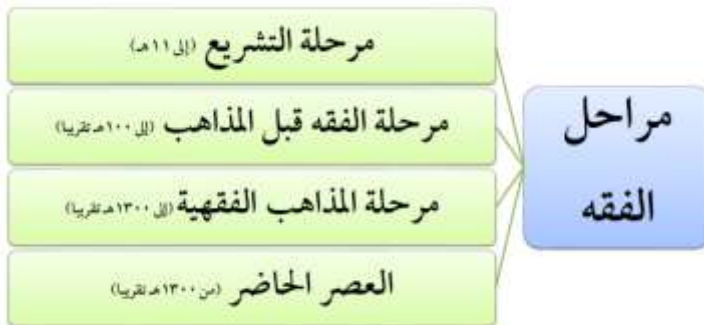 مراحل
الفقه
مرحلة التشريع (إلى ١١هـ)
مرحلة الفقه قبل المذاهب (إلى ١٠٠هـ تقريبا)
مرحلة المذاهب الفقهية (إلى ١٣٠٠هـ تقريبا)
العصر الحاضر (من ١٣٠٠هـ تقريبا)